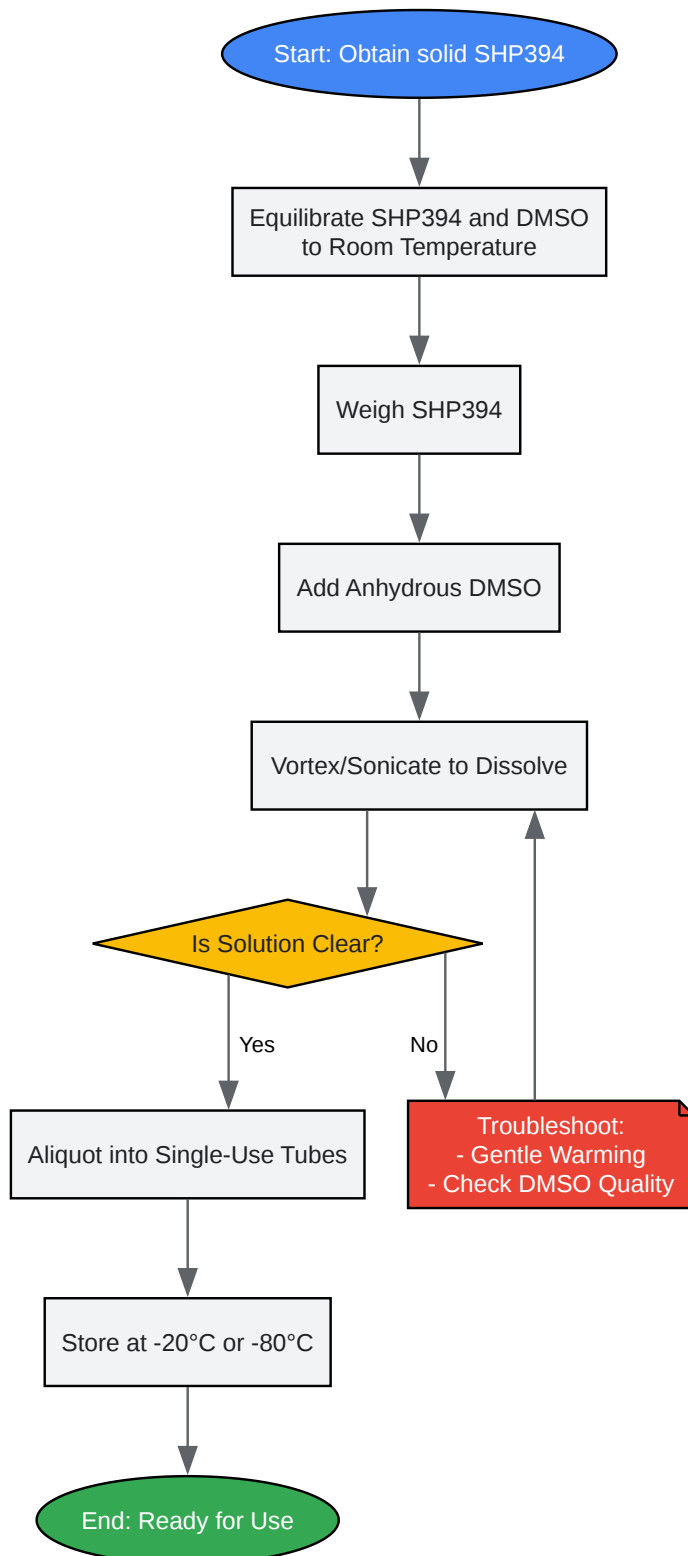 Start: Obtain solid SHP394
Equilibrate SHP394 and DMSO
to Room Temperature
Weigh SHP394
Add Anhydrous DMSO
Vortex/Sonicate to Dissolve
Is Solution Clear?
Yes
No
Troubleshoot:
- Gentle Warming
- Check DMSO Quality
Aliquot into Single-Use Tubes
Store at -20°C or -80°C
End: Ready for Use